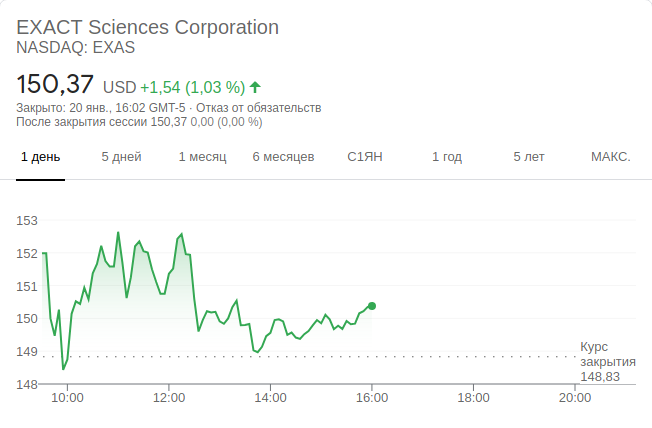 EXACT Sciences Corporation
NASDAQ: EXAS
150,37 USD +1,54 (1,03 %)
Закрыто: 20 янв., 16:02 GMT-5 · Отказ от обязательств
После закрытия сессии 150,37 0,00 (0,00 %)
1 день 5 дней 1 месяц 6 месяцев С1ЯН 1 год 5 лет МАКС.
153
152
151
150
149
148
Курс
закрытия
148,83
10:00 12:00 14:00 16:00 18:00 20:00